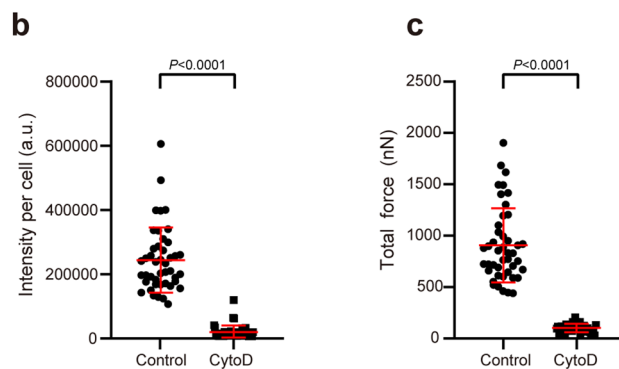 b
P<0.0001
Intensity per cell (a.u.)
800000
600000
400000
200000
0
Control
CytoD
c
P<0.0001
Total force (nN)
2500
2000
1500
1000
500
0
Control
CytoD